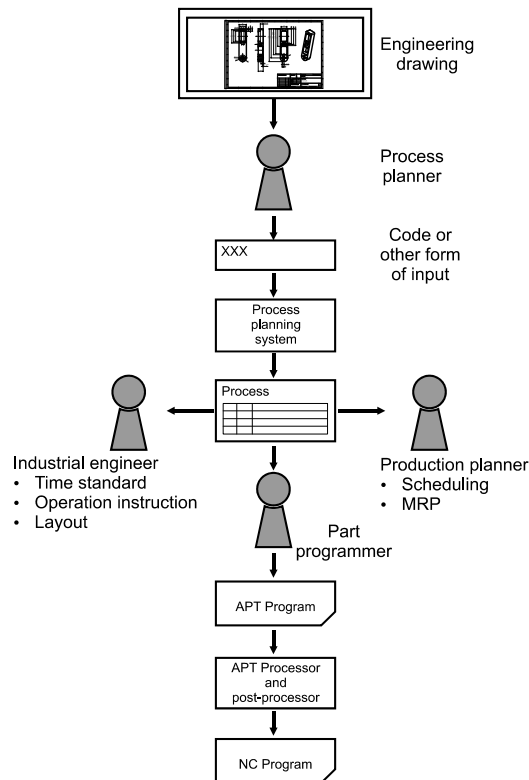 Engineering
drawing
Process
planner
XXX
Code or
other form
of input
Process
planning
system
Process
Industrial engineer
• Time standard
• Operation instruction
• Layout
Production planner
• Scheduling
• MRP
Part
programmer
APT Program
APT Processor
and
post-processor
NC Program